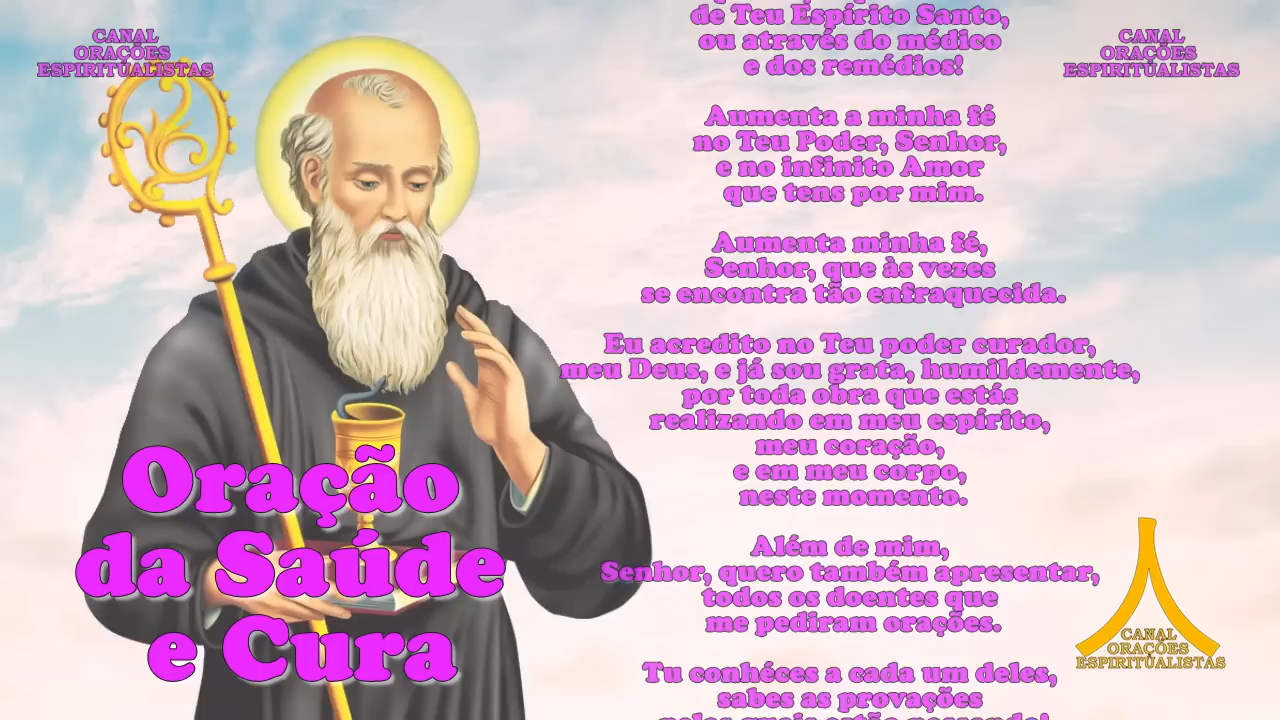 CANAL
ORAÇÕES
ESPIRITUALISTAS
Oração
da Saúde
e Cura
de Teu Espírito Santo,
ou através do médico
e dos remédios!
Aumenta a minha fé
no Teu Poder, Senhor,
e no infinito Amor
que tens por mim.
Aumenta minha fé,
Senhor, que às vezes
se encontra tão enfraquecida.
Eu acredito no Teu poder curador,
meu Deus, e já sou grata, humildemente,
por toda obra que estás
realizando em meu espírito,
meu coração,
e em meu corpo,
neste momento.
Além de mim,
Senhor, quero também apresentar,
todos os doentes que
me pediram orações.
Tu conhéces a cada um deles,
sabes as provações
pelos quais estão passando!
CANAL
ORAÇÕES
ESPIRITUALISTAS
CANAL
ORAÇÕES
ESPIRITUALISTAS